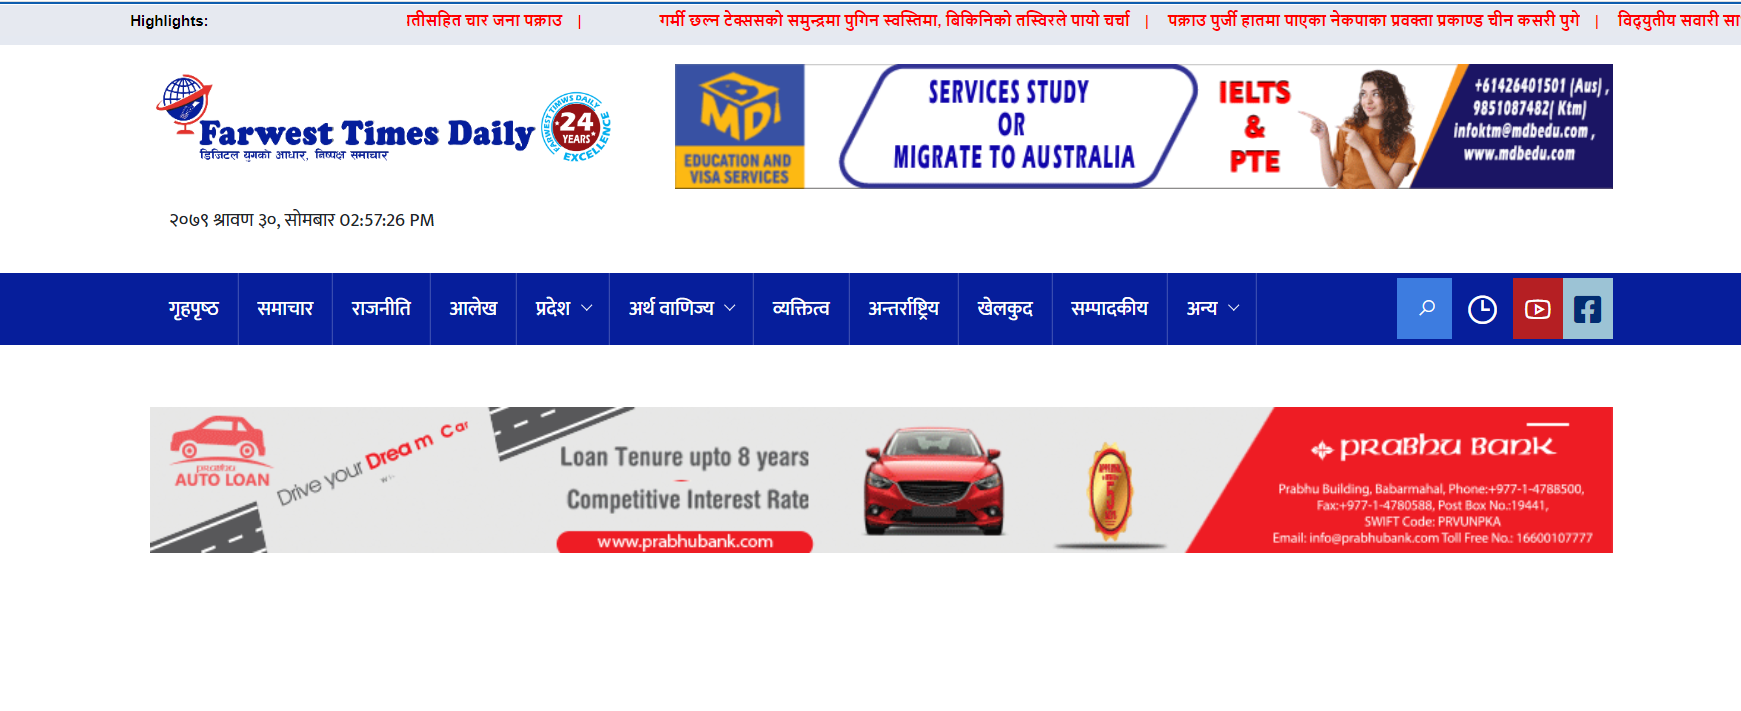 Highlights:
तीसहित चार जना पक्राउ | गर्मी छल्न टेक्ससको समुन्द्रमा पुगिन स्वस्तिमा, बिकिनिको तस्विरले पायो चर्चा | पक्राउ पुर्जी हातमा पाएका नेकपाका प्रवक्ता प्रकाण्ड चीन कसरी पुगे | विद्युतीय सवारी सा
Farwest Times Daily
डिजिटल युगको आधार, निष्पक्ष समाचार
FARWEST TIMWS DAILY
24
YEARS
EXCELLENCE
MD
EDUCATION AND
VISA SERVICES
SERVICES STUDY
OR
MIGRATE TO AUSTRALIA
IELTS
&
PTE
+61426401501 (Aus) ,
9851087482( Ktm)
infoktm@mdbedu.com ,
www.mdbedu.com
२०७९ श्रावण ३०, सोमबार 02:57:26 PM
गृहपृष्ठ समाचार राजनीति आलेख प्रदेश अर्थ वाणिज्य व्यक्तित्व अन्तर्राष्ट्रिय खेलकुद सम्पादकीय अन्य
prabhu
AUTO LOAN
Drive your Dream Car
Loan Tenure upto 8 years
Competitive Interest Rate
www.prabhubank.com
5
PRABHU BANK
Prabhu Building, Babarmahal, Phone:+977-1-4788500,
Fax:+977-1-4780588, Post Box No.:19441,
SWIFT Code: PRVUNPKA
Email: info@prabhubank.com Toll Free No.: 16600107777